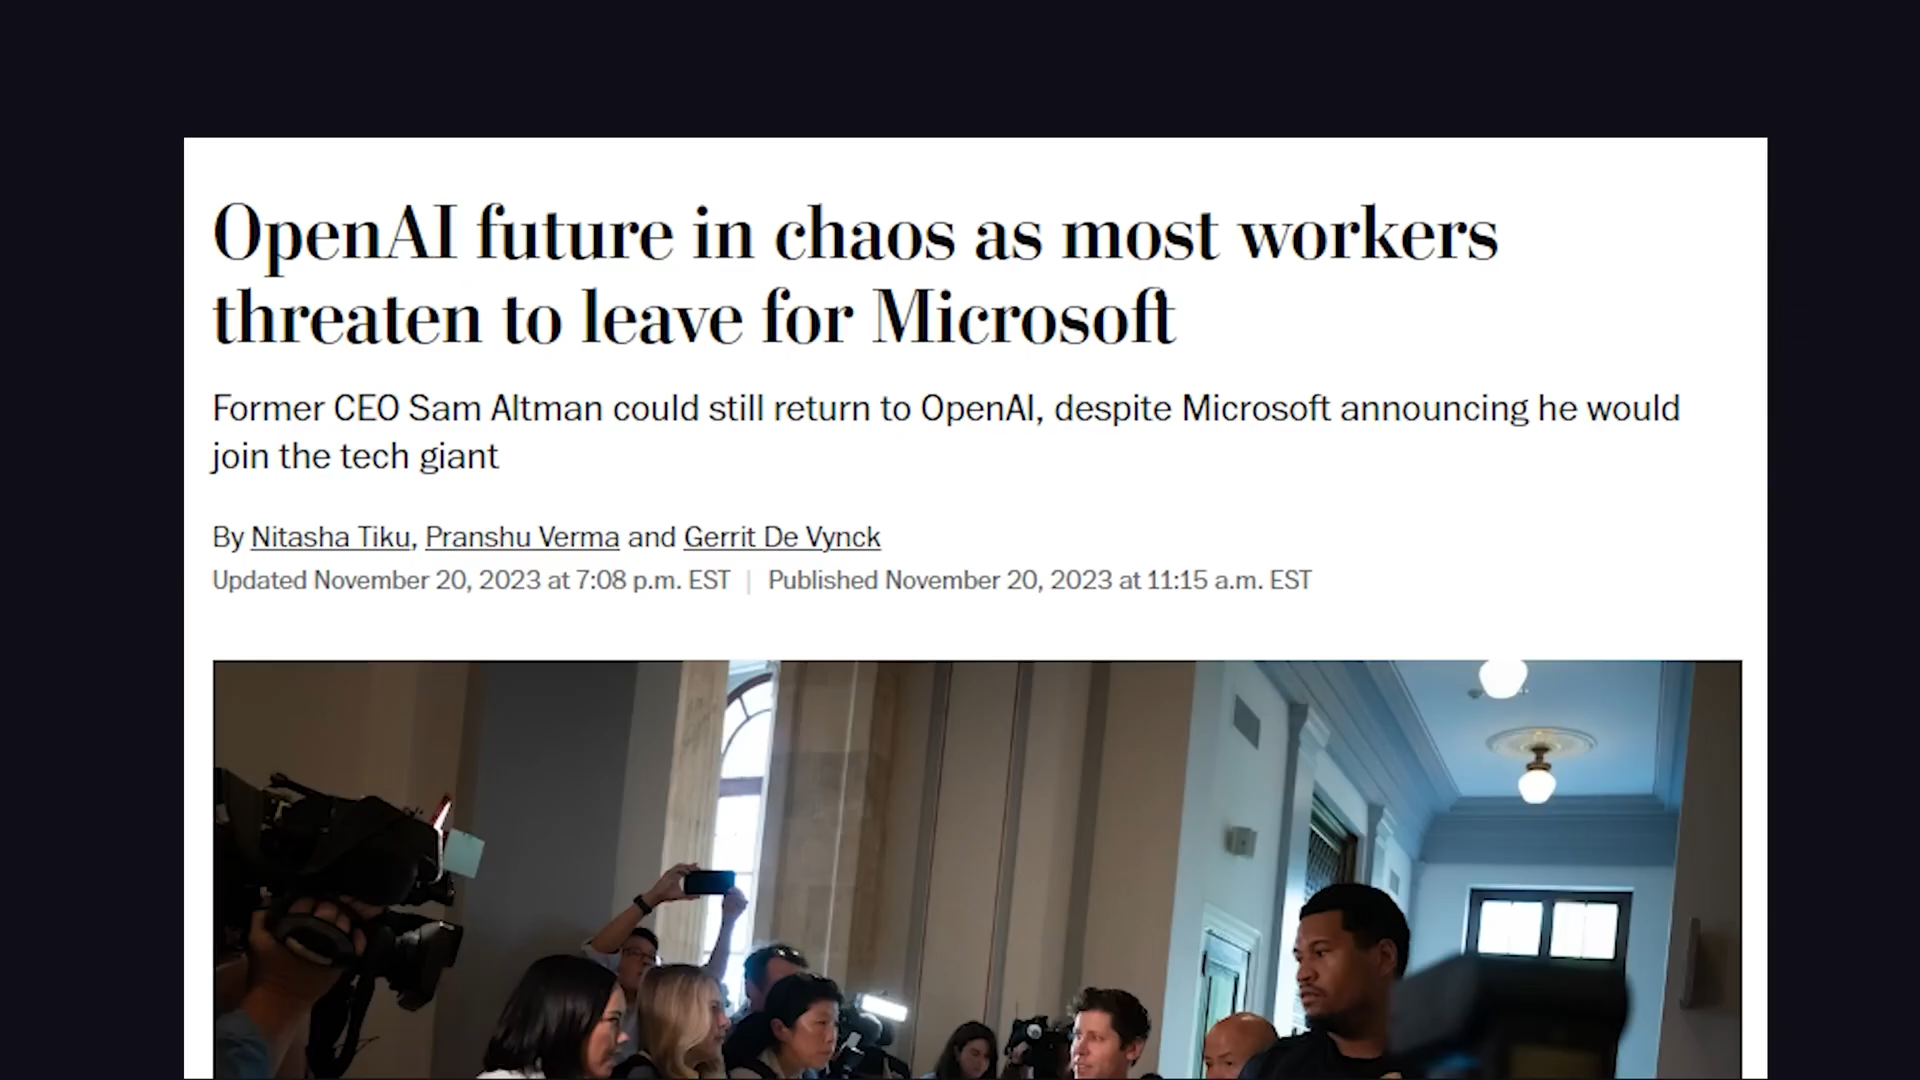 OpenAI future in chaos as most workers
threaten to leave for Microsoft
Former CEO Sam Altman could still return to OpenAI, despite Microsoft announcing he would
join the tech giant
By Nitasha Tiku, Pranshu Verma and Gerrit De Vynck
Updated November 20, 2023 at 7:08 p.m. EST | Published November 20, 2023 at 11:15 a.m. EST